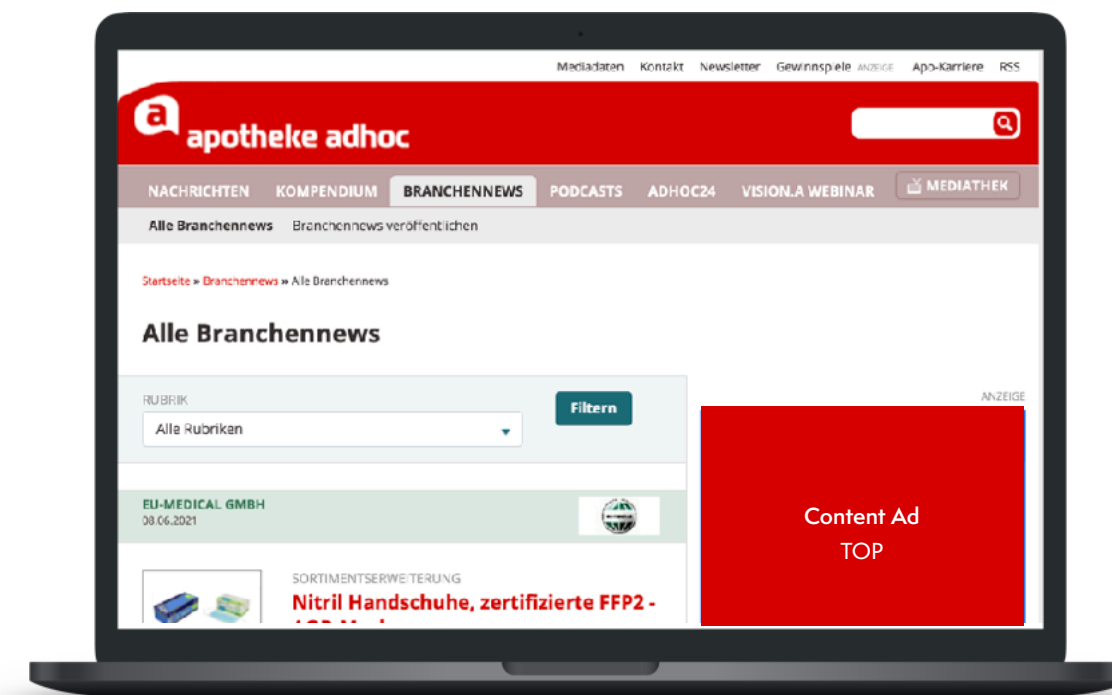 Mediadaten Kontakt Newsletter Gewinnspiele ANZEIGE Apo-Karriere RSS
a
apotheke adhoc
NACHRICHTEN KOMPENDIUM BRANCHENNEWS PODCASTS ADHOC24 VISION.A WEBINAR MEDIATHEK
Alle Branchennews Branchennews veröffentlichen
Startseite » Branchennews » Alle Branchennews
Alle Branchennews
ANZEIGE
RUBRIK
Filtern
Alle Rubriken
EU-MEDICAL GMBH
08.06.2021
Content Ad
TOP
SORTIMENTSERWEITERUNG
Nitril Handschuhe, zertifizierte FFP2 -